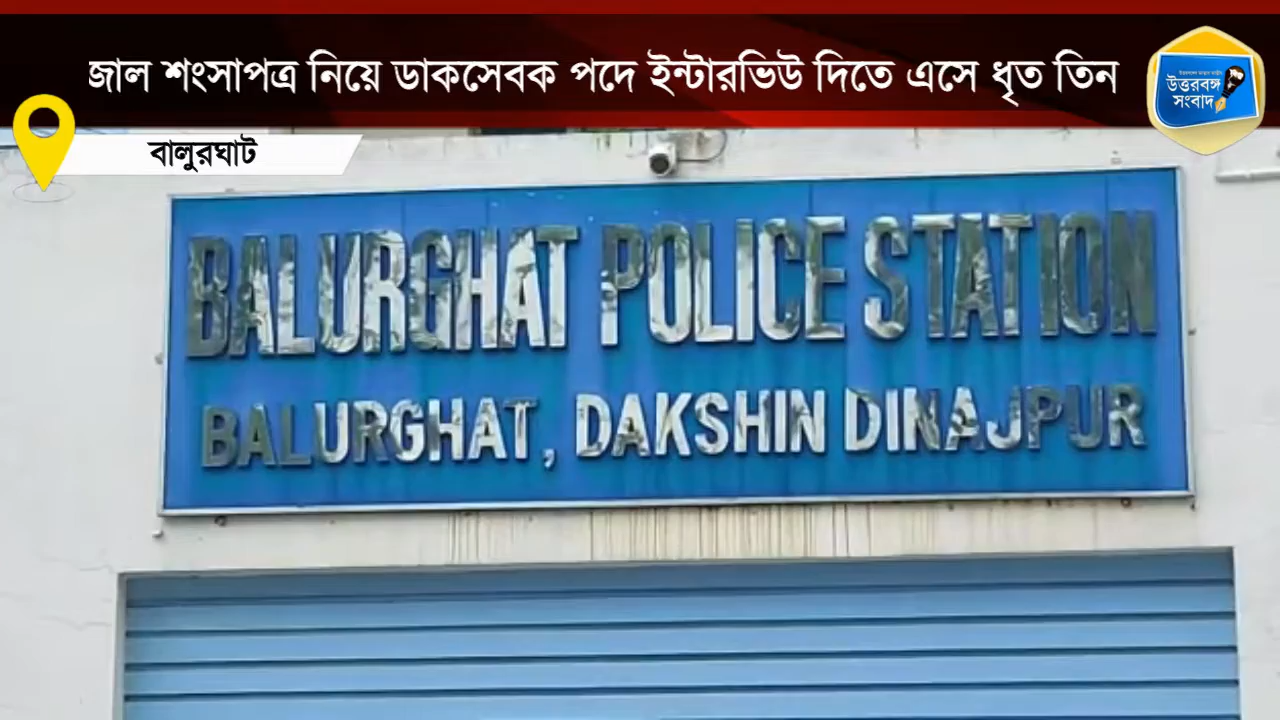 জাল শংসাপত্র নিয়ে ডাকসেবক পদে ইন্টারভিউ দিতে এসে ধৃত তিন
উত্তরবঙ্গ
সংবাদ
বালুরঘাট
BALURGHAT POLICE STATION
BALURGHAT, DAKSHIN DINAJPUR